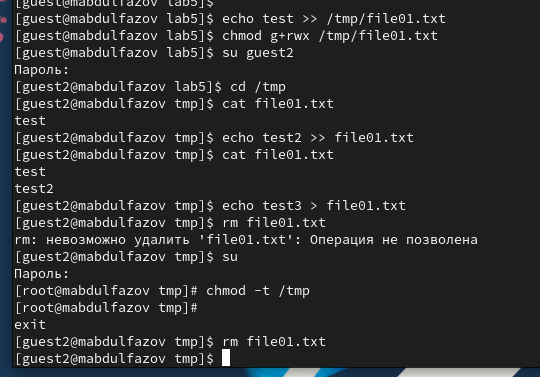 [guest@mabdulfazov lab5]$
[guest@mabdulfazov lab5]$ echo test >> /tmp/file01.txt
[guest@mabdulfazov lab5]$ chmod g+rwx /tmp/file01.txt
[guest@mabdulfazov lab5]$ su guest2
Пароль:
[guest2@mabdulfazov lab5]$ cd /tmp
[guest2@mabdulfazov tmp]$ cat file01.txt
test
[guest2@mabdulfazov tmp]$ echo test2 >> file01.txt
[guest2@mabdulfazov tmp]$ cat file01.txt
test
test2
[guest2@mabdulfazov tmp]$ echo test3 > file01.txt
[guest2@mabdulfazov tmp]$ rm file01.txt
rm: невозможно удалить 'file01.txt': Операция не позволена
[guest2@mabdulfazov tmp]$ su
Пароль:
[root@mabdulfazov tmp]# chmod -t /tmp
[root@mabdulfazov tmp]#
exit
[guest2@mabdulfazov tmp]$ rm file01.txt
[guest2@mabdulfazov tmp]$